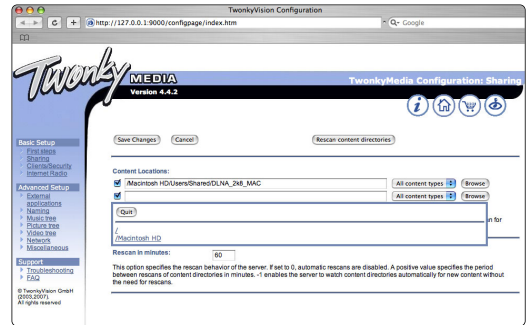 TwonkyVision Configuration
http://127.0.0.1:9000/configpage/index.htm
Google
Twonky
MEDIA
Version 4.4.2
TwonkyMedia Configuration: Sharing
Save Changes
Cancel
Rescan content directories
Basic Setup
First steps
Sharing
Clients/Security
Internet Radio
Advanced Setup
External
applications
Naming
Music tree
Picture tree
Video tree
Network
Miscellaneous
Support
Troubleshooting
FAQ
© TwonkyVision GmbH
(2003,2007).
All rights reserved
Content Locations:
/Macintosh HD/Users/Shared/DLNA_2k8_MAC
All content types
Browse
All content types
Browse
Quit
/
/Macintosh HD
for
Rescan in minutes:
60
This option specifies the rescan behavior of the server. If set to 0, automatic rescans are disabled. A positive value specifies the period
between rescans of content directories in minutes. -1 enables the server to watch content directories automatically for new content without
the need for rescans.